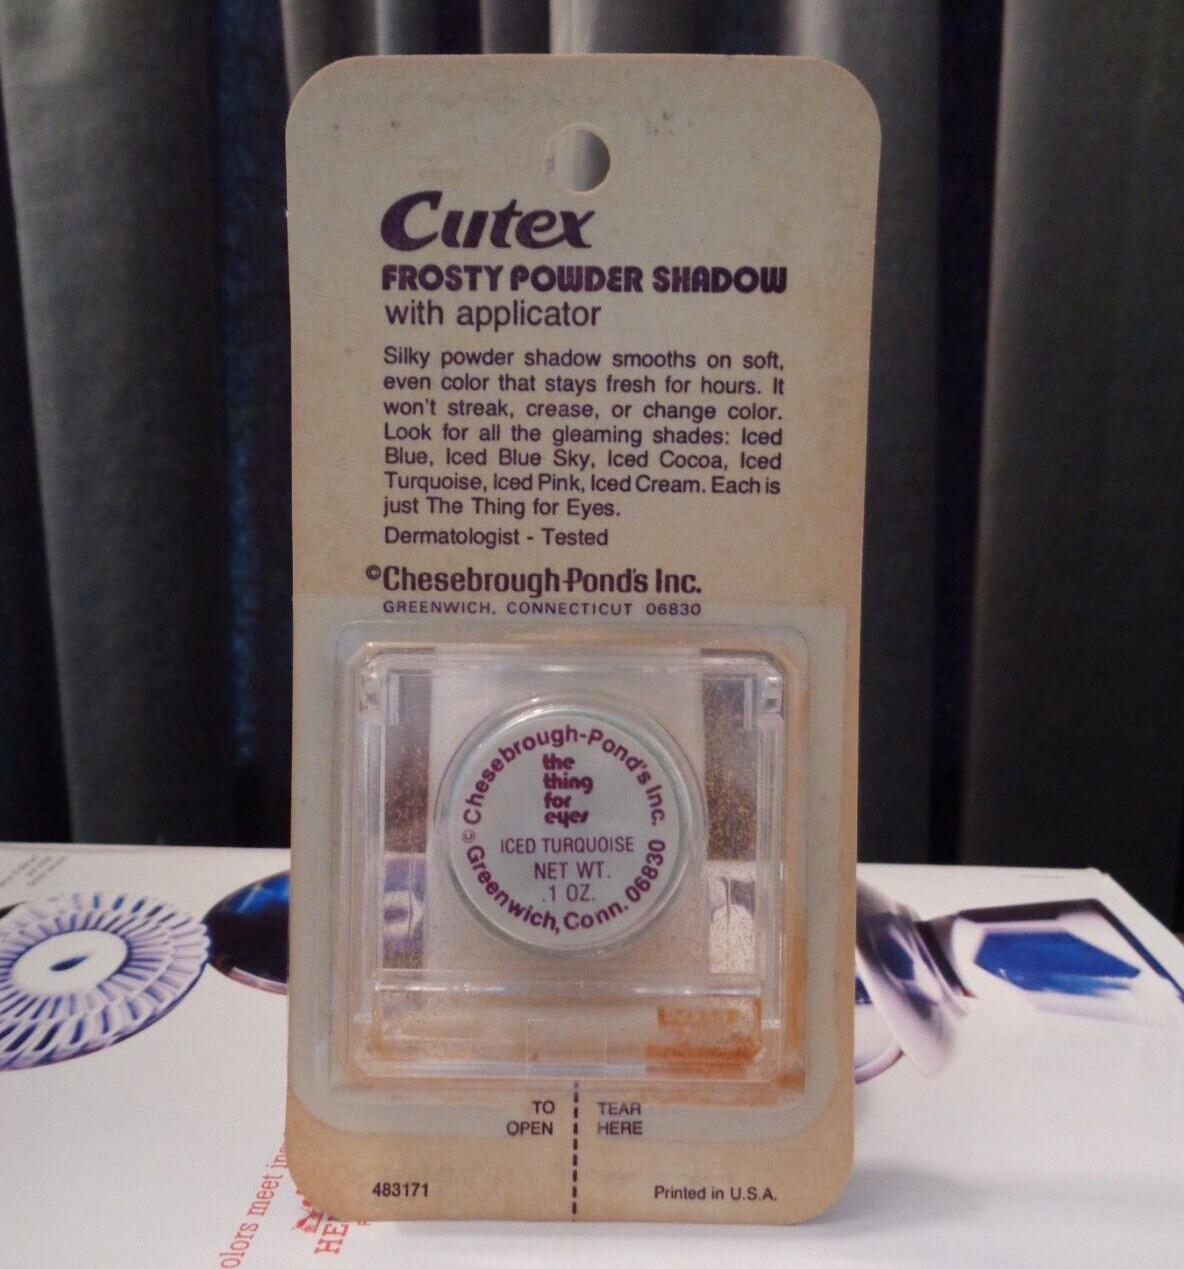 Cutex
FROSTY POWDER SHADOW
with applicator
Silky powder shadow smooths on soft,
even color that stays fresh for hours. It
won't streak, crease, or change color.
Look for all the gleaming shades: Iced
Blue, Iced Blue Sky, Iced Cocoa, Iced
Turquoise, Iced Pink, Iced Cream. Each is
just The Thing for Eyes.
Dermatologist - Tested
©Chesebrough-Pond's Inc.
GREENWICH, CONNECTICUT 06830
© Chesebrough-Pond's Inc.
the
thing
for
eyes
ICED TURQUOISE
NET WT.
.1 OZ.
Greenwich, Conn. 06830
TO TEAR
OPEN HERE
483171 Printed in U.S.A.
olors meet
HE